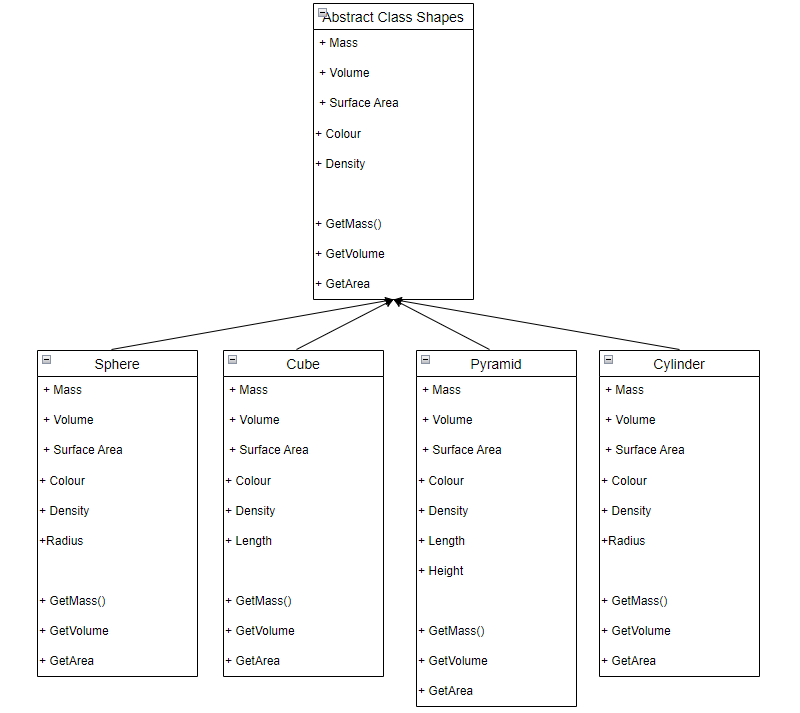 Abstract Class Shapes
+ Mass
+ Volume
+ Surface Area
+ Colour
+ Density
+ GetMass()
+ GetVolume
+ GetArea
Sphere
+ Mass
+ Volume
+ Surface Area
+ Colour
+ Density
+Radius
+ GetMass()
+ GetVolume
+ GetArea
Cube
+ Mass
+ Volume
+ Surface Area
+ Colour
+ Density
+ Length
+ GetMass()
+ GetVolume
+ GetArea
Pyramid
+ Mass
+ Volume
+ Surface Area
+ Colour
+ Density
+ Length
+ Height
+ GetMass()
+ GetVolume
+ GetArea
Cylinder
+ Mass
+ Volume
+ Surface Area
+ Colour
+ Density
+Radius
+ GetMass()
+ GetVolume
+ GetArea